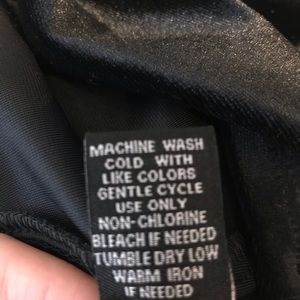 MACHINE WASH
COLD WITH
LIKE COLORS
GENTLE CYCLE
USE ONLY
NON-CHLORINE
BLEACH IF NEEDED
TUMBLE DRY LOW
WARM IRON
IF NEEDED